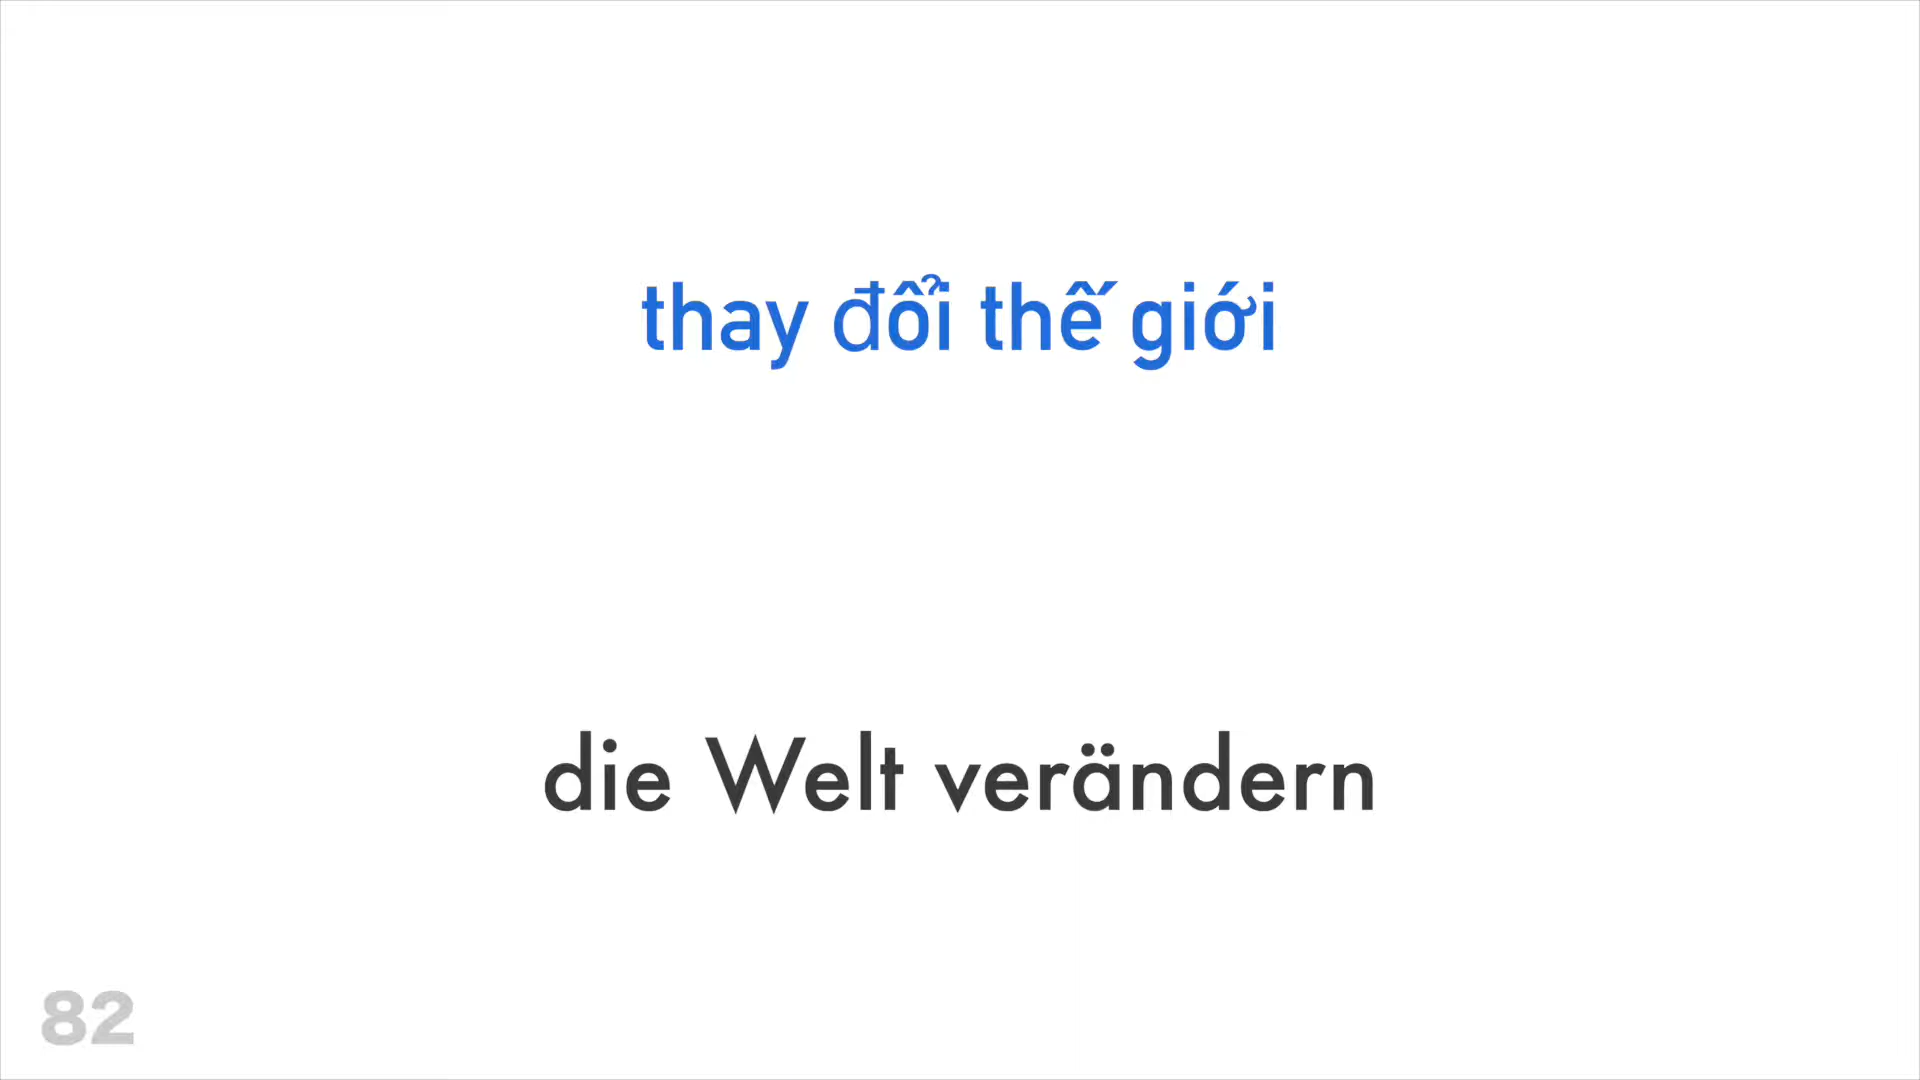 thay đổi thế giới
die Welt verändern
82